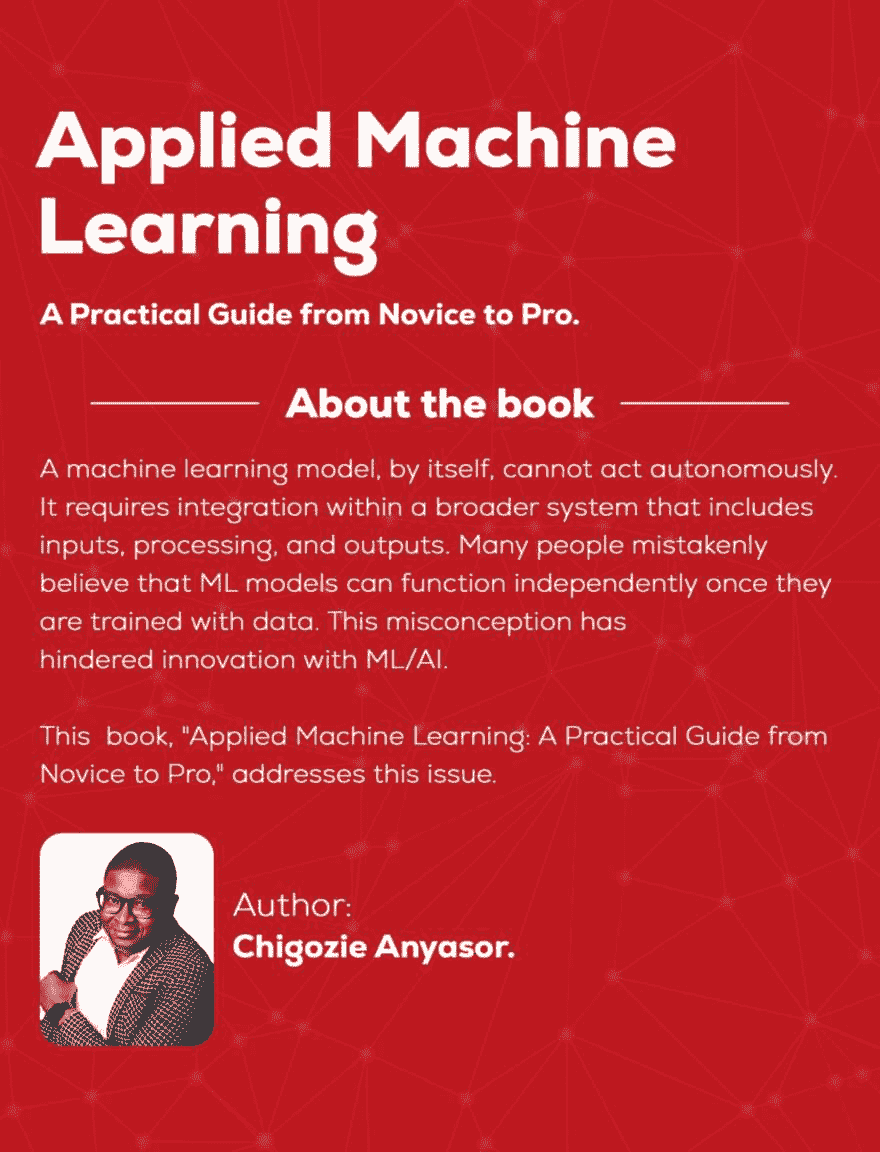 Applied Machine
Learning
A Practical Guide from Novice to Pro.
About the book
A machine learning model, by itself, cannot act autonomously.
It requires integration within a broader system that includes
inputs, processing, and outputs. Many people mistakenly
believe that ML models can function independently once they
are trained with data. This misconception has
hindered innovation with ML/AI.
This  book, "Applied Machine Learning: A Practical Guide from
Novice to Pro," addresses this issue.
Author:
Chigozie Anyasor.